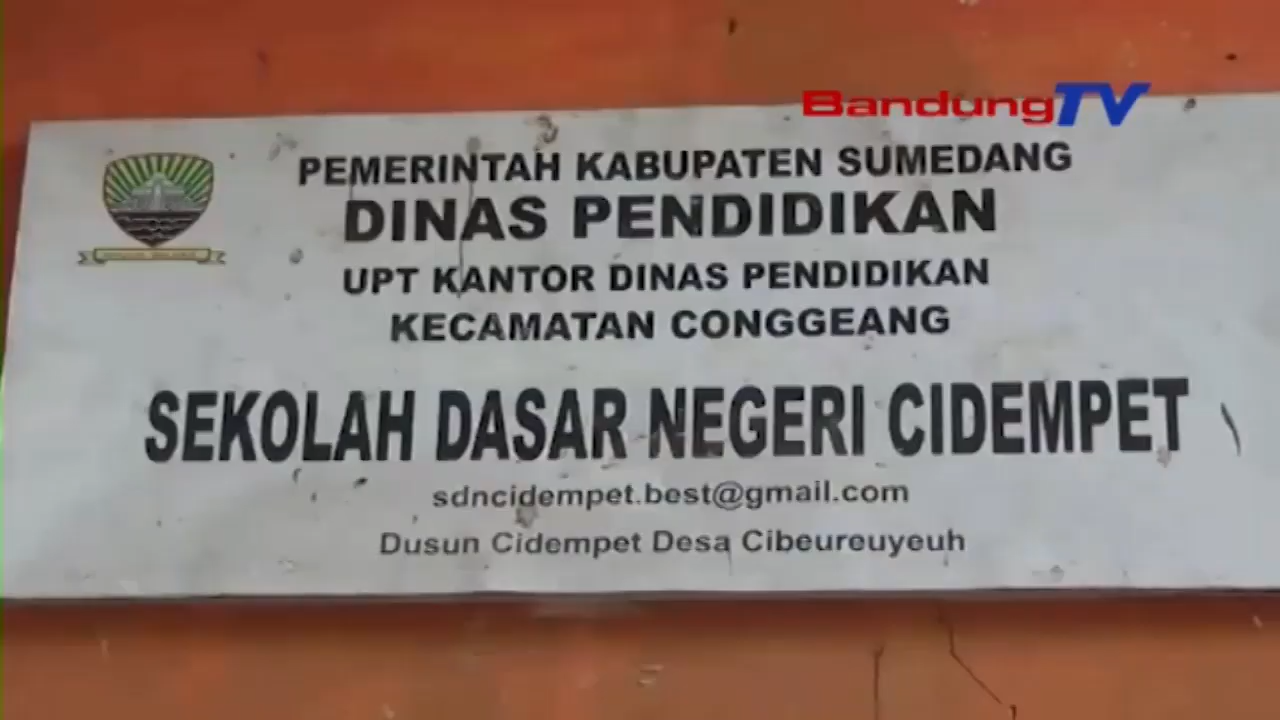 BandungTV
PEMERINTAH KABUPATEN SUMEDANG
DINAS PENDIDIKAN
UPT KANTOR DINAS PENDIDIKAN
KECAMATAN CONGGEANG
SEKOLAH DASAR NEGERI CIDEMPET
sdncidempet.best@gmail.com
Dusun Cidempet Desa Cibeureuyeuh